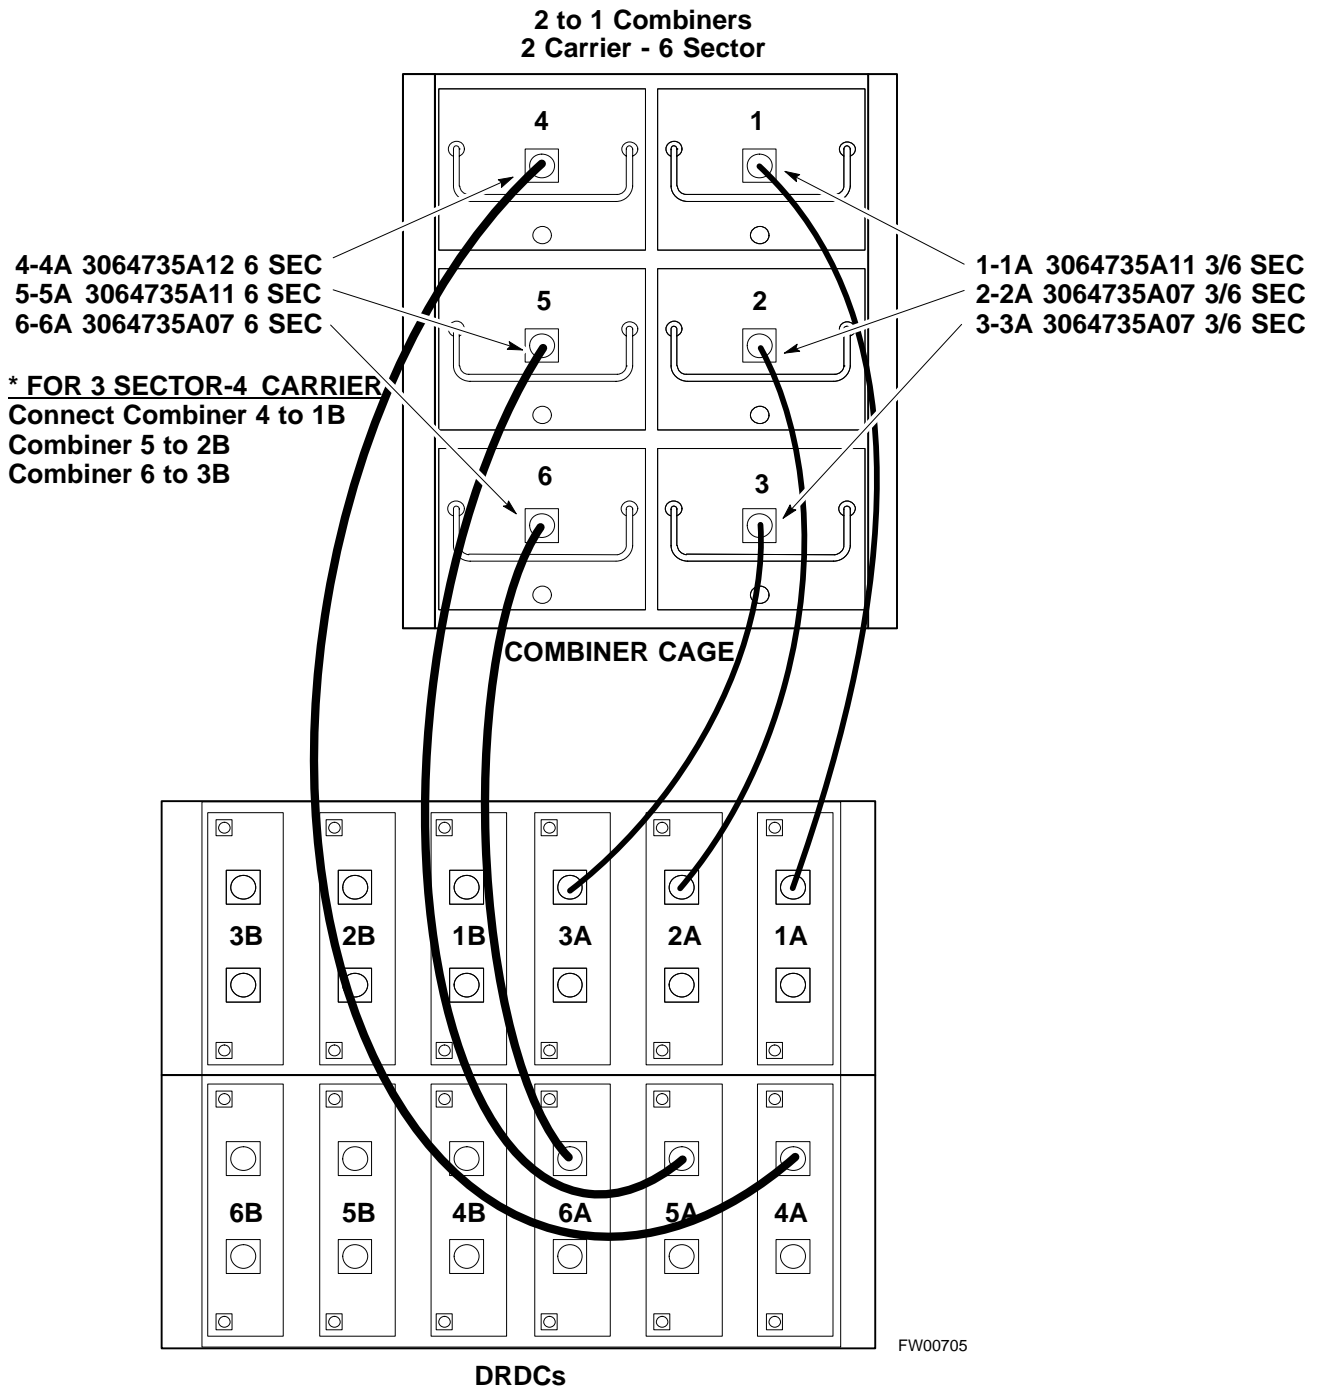 2 to 1 Combiners
2 Carrier - 6 Sector
4
1
4-4A 3064735A12 6 SEC
5-5A 3064735A11 6 SEC
6-6A 3064735A07 6 SEC
1-1A 3064735A11 3/6 SEC
2-2A 3064735A07 3/6 SEC
3-3A 3064735A07 3/6 SEC
5
2
* FOR 3 SECTOR-4 CARRIER
Connect Combiner 4 to 1B
Combiner 5 to 2B
Combiner 6 to 3B
6
3
COMBINER CAGE
3B 2B 1B 3A 2A 1A
6B 5B 4B 6A 5A 4A
FW00705
DRDCs